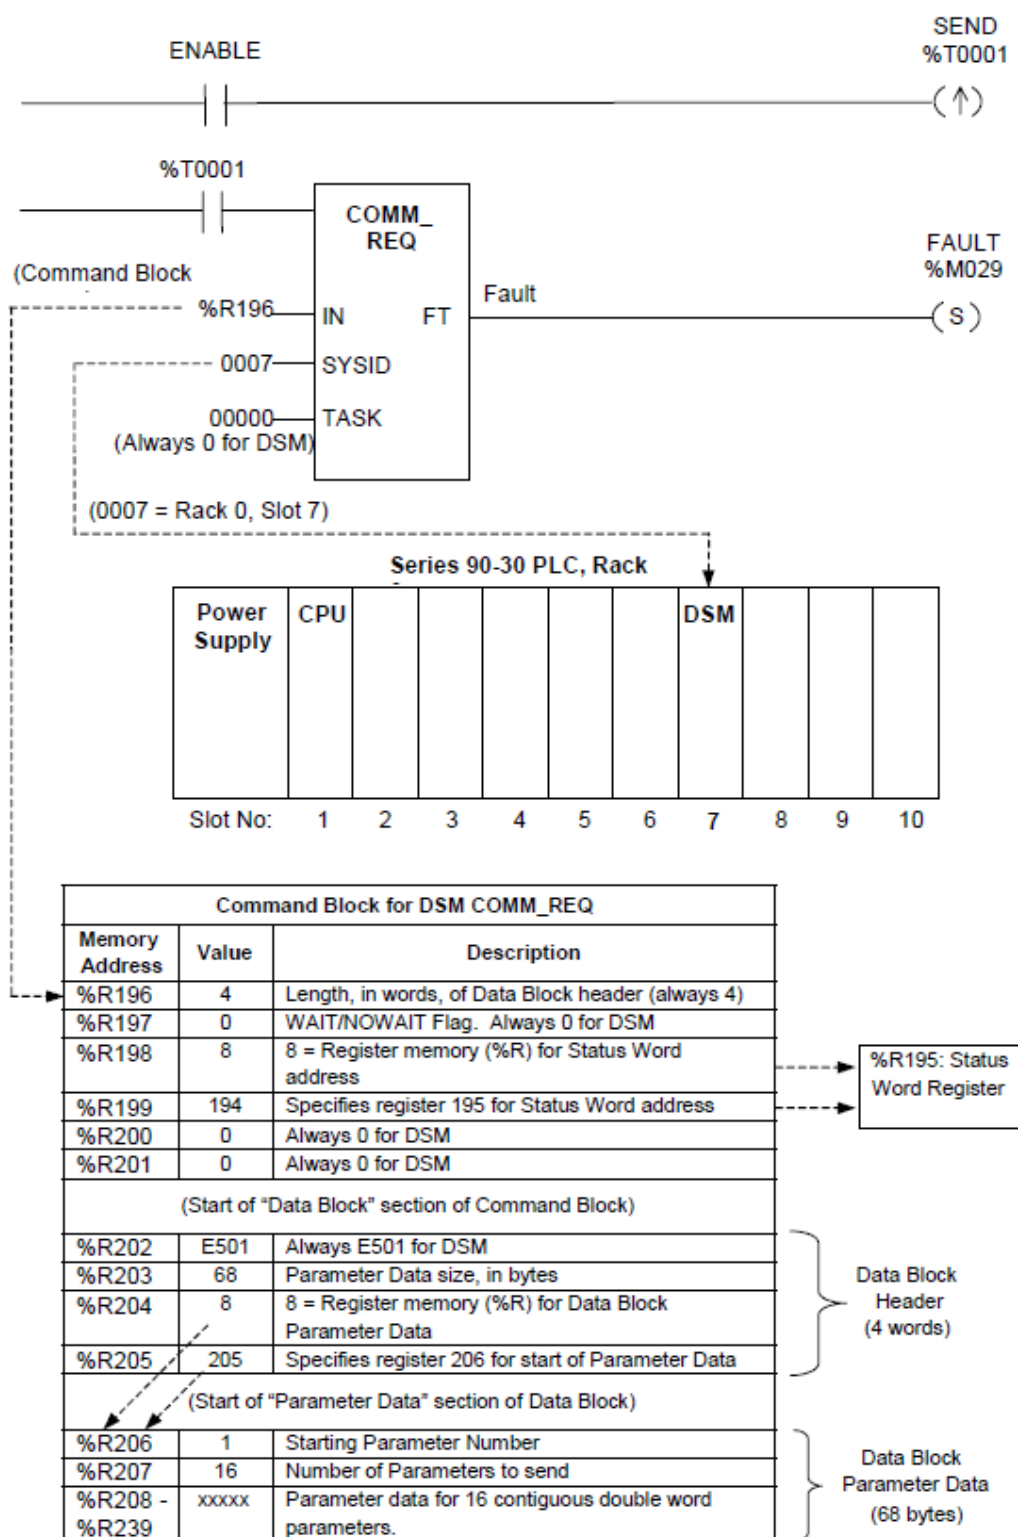 SEND
ENABLE
%T0001
(↑)
%T0001
COMM_
REQ
FAULT
%M029
(Command Block
Fault
%R196
IN
FT
(S)
0007
SYSID
00000
TASK
(Always 0 for DSM)
(0007 = Rack 0, Slot 7)
Series 90-30 PLC, Rack
Power
Supply
CPU
DSM
Slot No: 1 2 3 4 5 6 7 8 9 10
Command Block for DSM COMM_REQ
Memory
Address
Value
Description
%R196 4 Length, in words, of Data Block header (always 4)
%R197 0 WAIT/NOWAIT Flag. Always 0 for DSM
%R198 8 8 = Register memory (%R) for Status Word
address
%R199 194 Specifies register 195 for Status Word address
%R200 0 Always 0 for DSM
%R201 0 Always 0 for DSM
%R195: Status
Word Register
(Start of "Data Block" section of Command Block)
%R202 E501 Always E501 for DSM
%R203 68 Parameter Data size, in bytes
%R204 8 8 = Register memory (%R) for Data Block
Parameter Data
%R205 205 Specifies register 206 for start of Parameter Data
Data Block
Header
(4 words)
(Start of "Parameter Data" section of Data Block)
%R206 1 Starting Parameter Number
%R207 16 Number of Parameters to send
%R208 - xxxxx Parameter data for 16 contiguous double word
%R239 parameters.
Data Block
Parameter Data
(68 bytes)